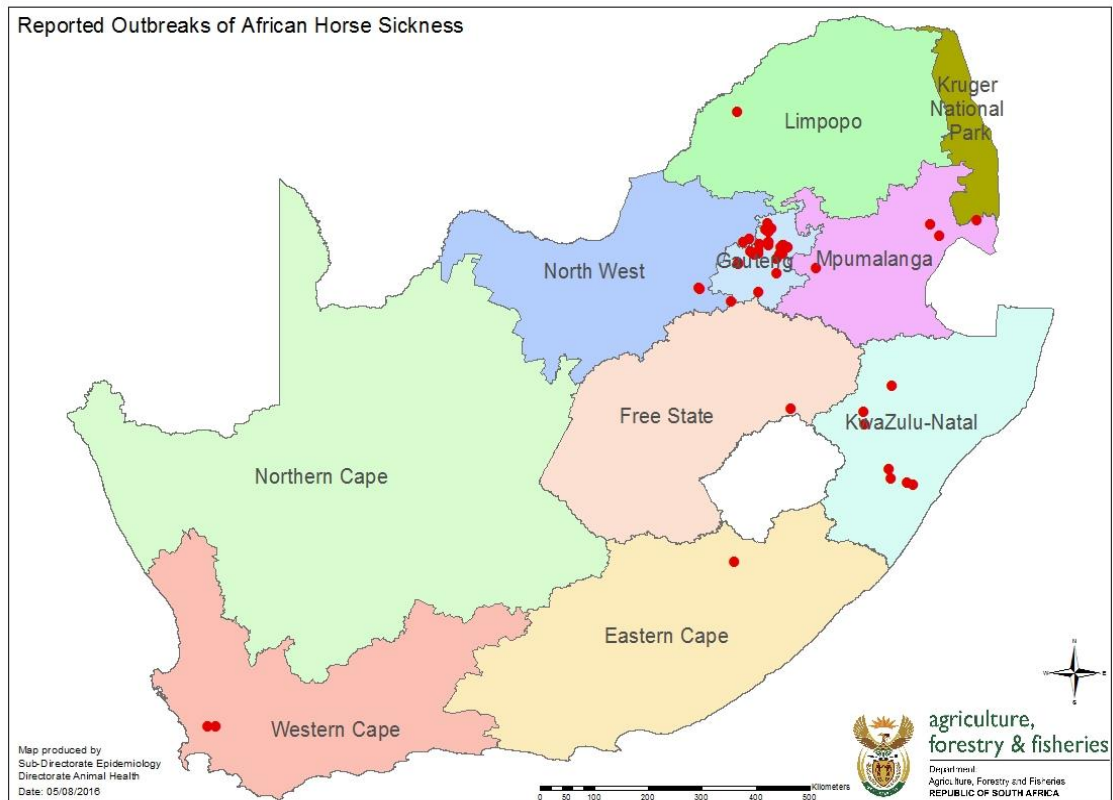 Reported Outbreaks of African Horse Sickness
Kruger
National
Park
Limpopo
North West
Gauteng
Mpumalanga
Free State
KwaZulu-Natal
Northern Cape
Eastern Cape
Western Cape
N
W
E
S
Map produced by
Sub-Directorate Epidemiology
Directorate Animal Health
Date: 05/08/2016
Kilometers
0 50 100 200 300 400 500
agriculture,
forestry & fisheries
Department:
Agriculture, Forestry and Fisheries
REPUBLIC OF SOUTH AFRICA